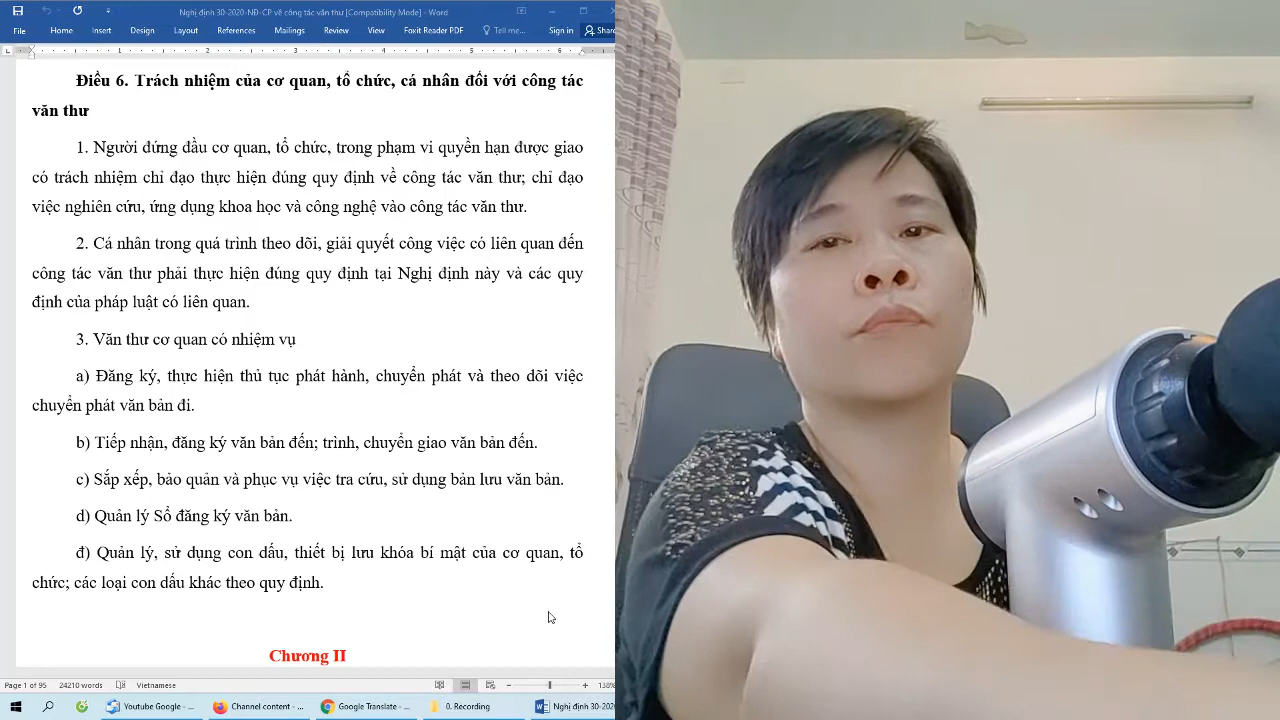 Nghị định 30-2020-NĐ-CP về công tác văn thư [Compatibility Mode] - Word
File Home Insert Design Layout References Mailings Review View Foxit Reader PDF Tell me... Sign in Share
Điều 6. Trách nhiệm của cơ quan, tổ chức, cá nhân đối với công tác
văn thư
1. Người đứng đầu cơ quan, tổ chức, trong phạm vi quyền hạn được giao
có trách nhiệm chỉ đạo thực hiện đúng quy định về công tác văn thư; chỉ đạo
việc nghiên cứu, ứng dụng khoa học và công nghệ vào công tác văn thư.
2. Cá nhân trong quá trình theo dõi, giải quyết công việc có liên quan đến
công tác văn thư phải thực hiện đúng quy định tại Nghị định này và các quy
định của pháp luật có liên quan.
3. Văn thư cơ quan có nhiệm vụ
a) Đăng ký, thực hiện thủ tục phát hành, chuyển phát và theo dõi việc
chuyển phát văn bản đi.
b) Tiếp nhận, đăng ký văn bản đến; trình, chuyển giao văn bản đến.
c) Sắp xếp, bảo quản và phục vụ việc tra cứu, sử dụng bản lưu văn bản.
d) Quản lý Sổ đăng ký văn bản.
đ) Quản lý, sử dụng con dấu, thiết bị lưu khóa bí mật của cơ quan, tổ
chức; các loại con dấu khác theo quy định.
Chương II
Page 1 of 95 24210 words Vietnamese 138%
Youtube Google - ... Channel content - ... Google Translate - ... 0. Recording Nghị định 30-2020